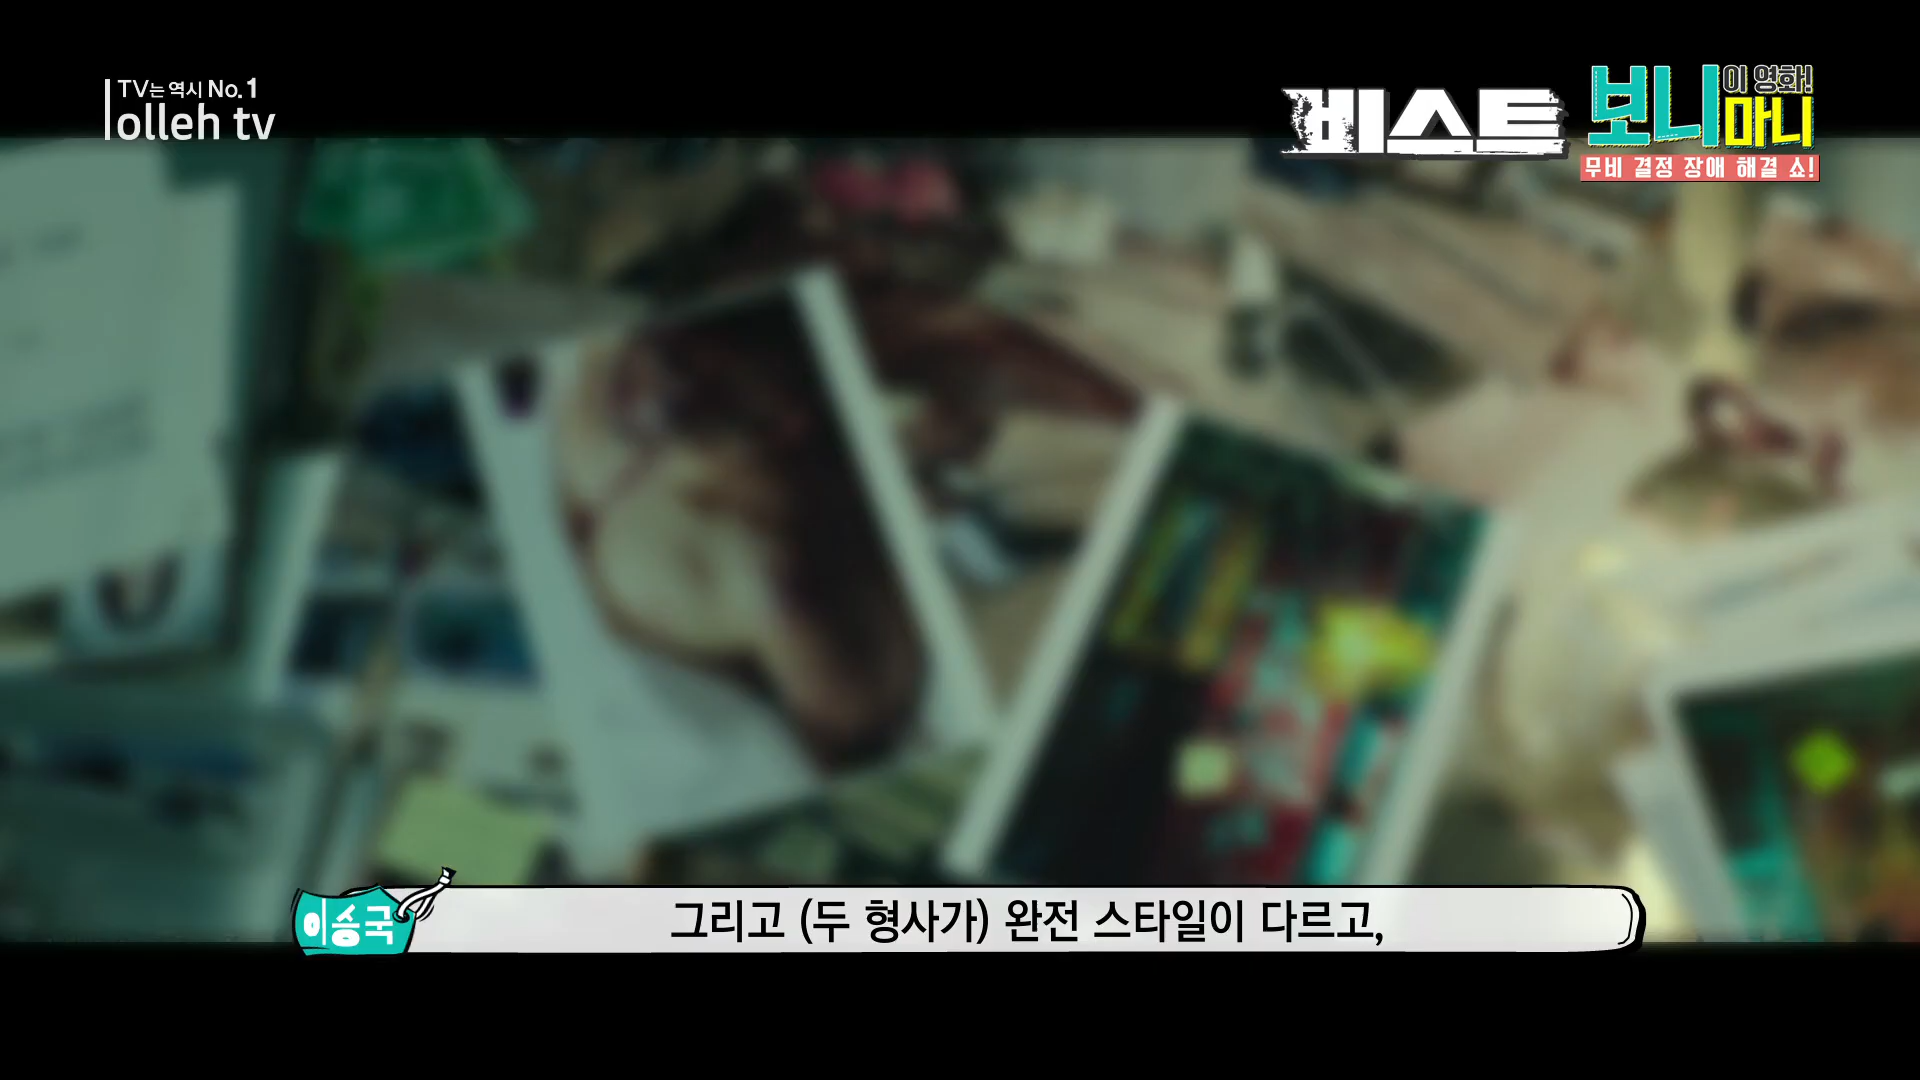 TV는 역시 No.1
olleh tv
비스트
이 영화!
보니마니
무비 결정 장애 해결 쇼!
이승국
그리고 (두 형사가) 완전 스타일이 다르고,